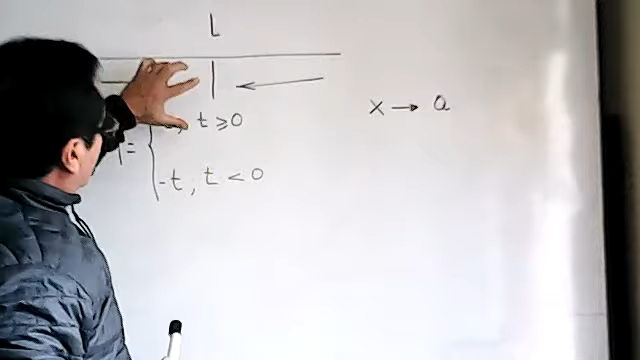 L
t ≥ 0
x → a
= { -t, t < 0